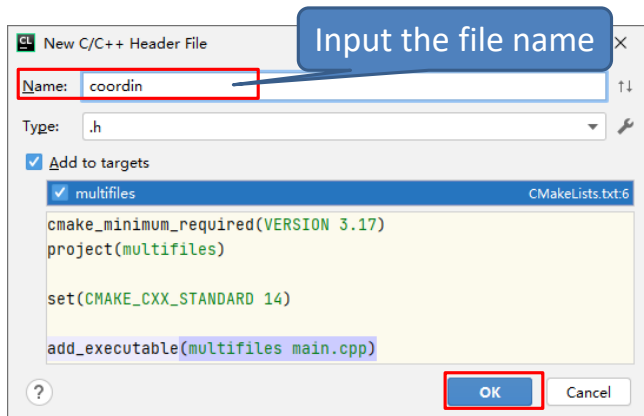 CL New C/C++ Header File
Input the file name
Name: coordin
Type: .h
Add to targets
multifiles CMakeLists.txt:6
cmake_minimum_required(VERSION 3.17)
project(multifiles)
set(CMAKE_CXX_STANDARD 14)
add_executable(multifiles main.cpp)
? OK Cancel